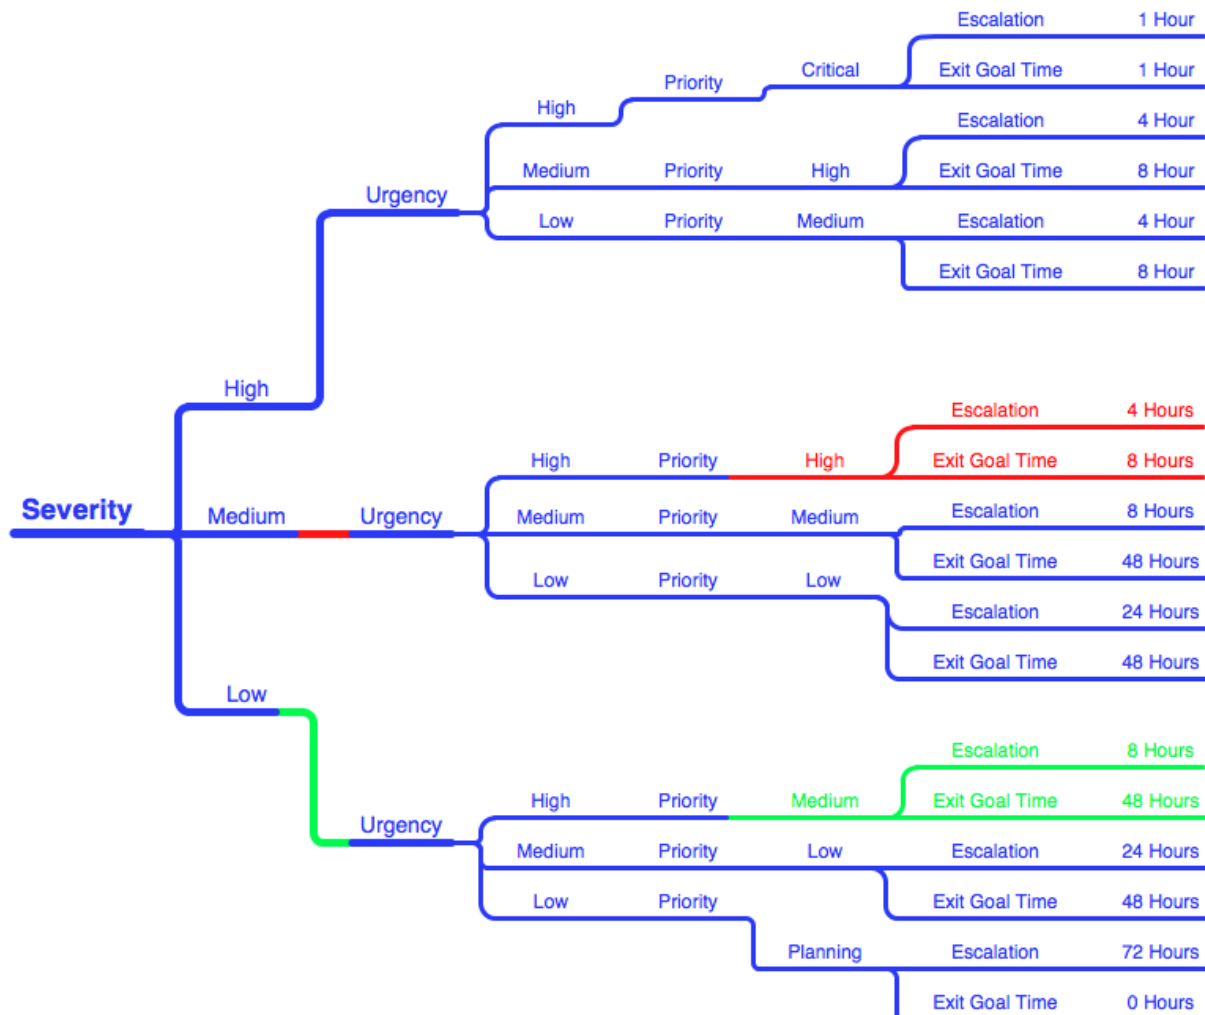 Severity
High
Urgency
High Priority Critical
Escalation 1 Hour
Exit Goal Time 1 Hour
Medium Priority High
Escalation 4 Hour
Exit Goal Time 8 Hour
Low Priority Medium
Escalation 4 Hour
Exit Goal Time 8 Hour
Medium
Urgency
High Priority High
Escalation 4 Hours
Exit Goal Time 8 Hours
Medium Priority Medium
Escalation 8 Hours
Exit Goal Time 48 Hours
Low Priority Low
Escalation 24 Hours
Exit Goal Time 48 Hours
Low
Urgency
High Priority Medium
Escalation 8 Hours
Exit Goal Time 48 Hours
Medium Priority Low
Escalation 24 Hours
Exit Goal Time 48 Hours
Low Priority Planning
Escalation 72 Hours
Exit Goal Time 0 Hours